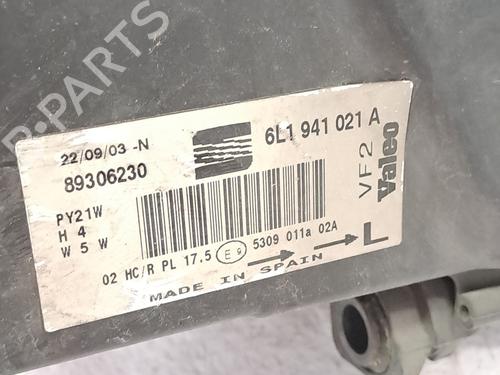 22/09/03 -N
89306230
6L1 941 021 A
PY21W
H 4
W 5 W
VF2
Valeo
02 HC/R PL 17,5 E9 5309 011a 02A
L
MADE IN SPAIN
B-PARTS